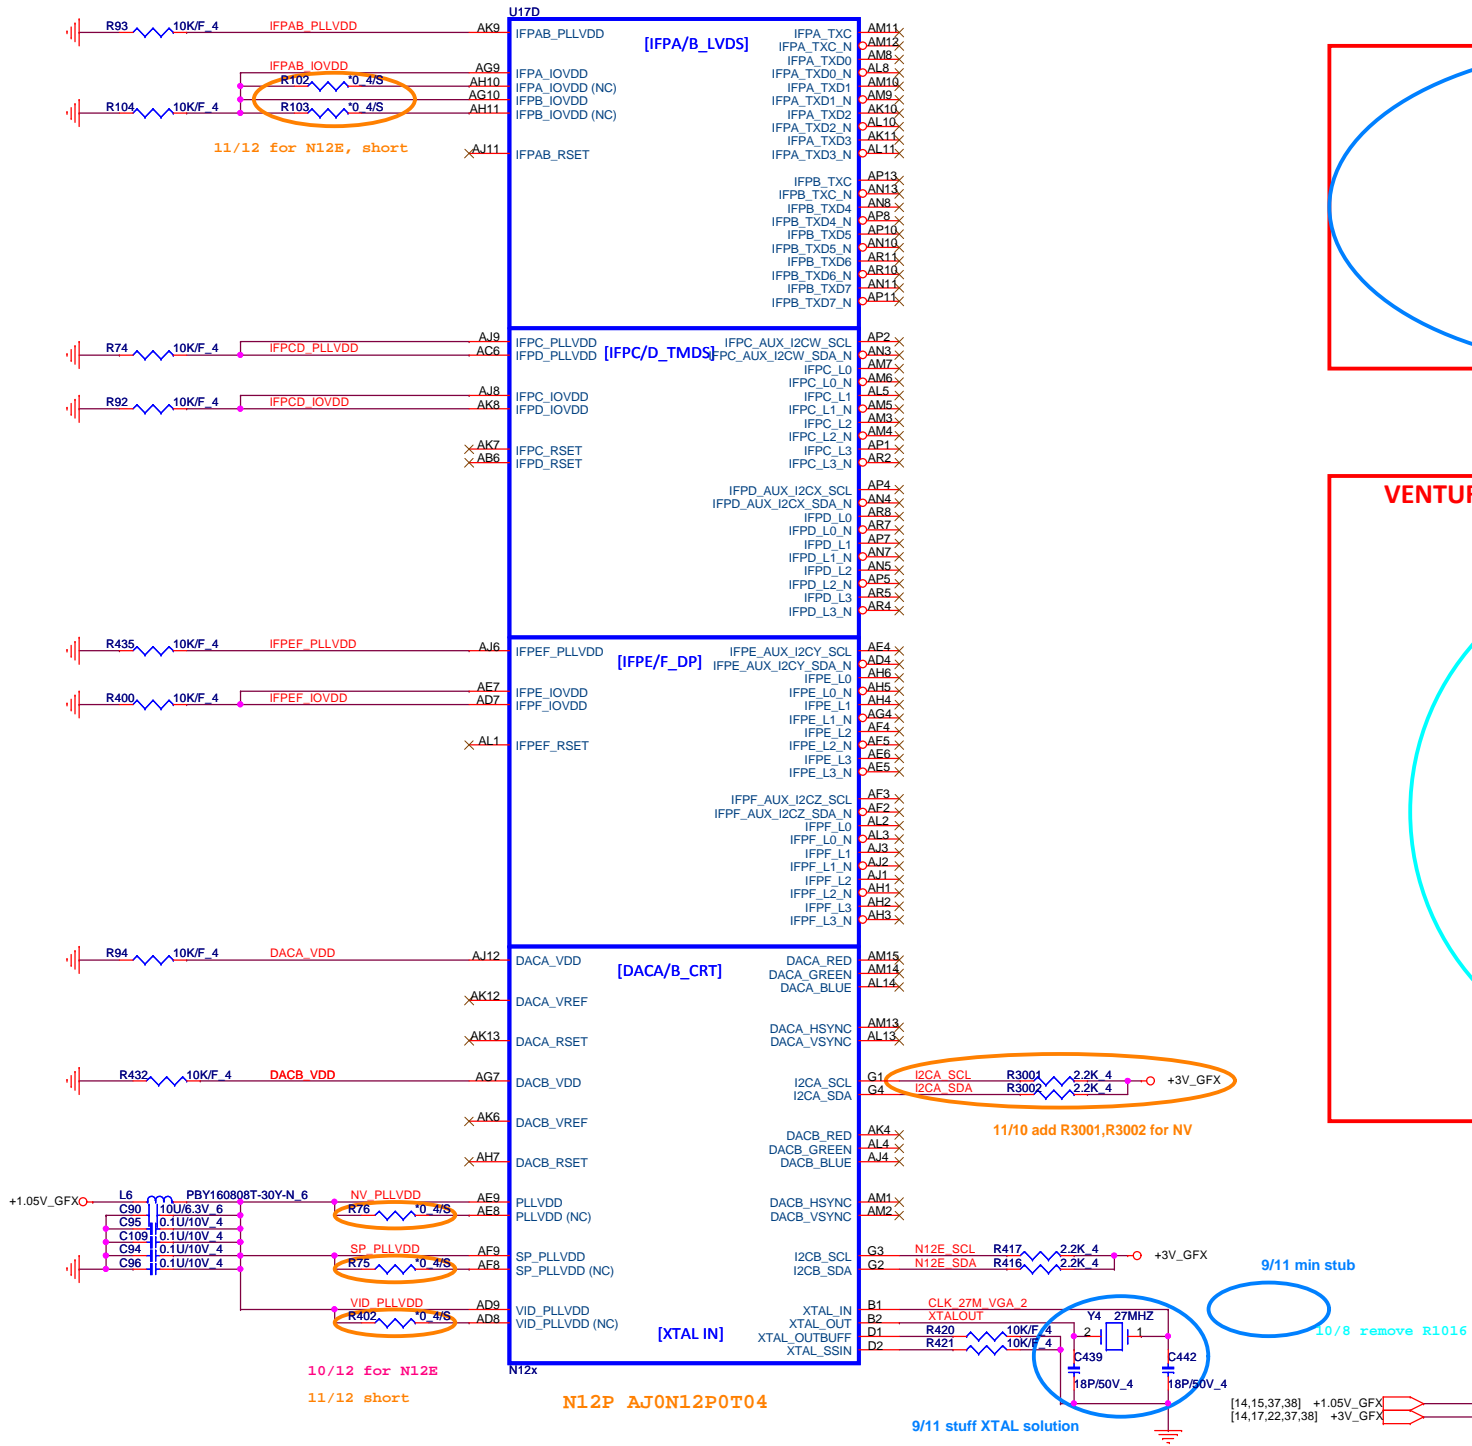 U17D
R93 10K/F_4 IFPAB_PLLVDD AK9 IFPAB_PLLVDD
[IFPA/B_LVDS]
IFPAB_IOVDD AG9 IFPA_IOVDD
R102 *0_4/S AH10 IFPA_IOVDD (NC)
AG10 IFPB_IOVDD
R104 10K/F_4 R103 *0_4/S AH11 IFPB_IOVDD (NC)
11/12 for N12E, short
AJ11 IFPAB_RSET
IFPA_TXC AM11
IFPA_TXC_N AM12
IFPA_TXD0 AM8
IFPA_TXD0_N AL8
IFPA_TXD1 AM10
IFPA_TXD1_N AM9
IFPA_TXD2 AK10
IFPA_TXD2_N AL10
IFPA_TXD3 AK11
IFPA_TXD3_N AL11
IFPB_TXC AP13
IFPB_TXC_N AN13
IFPB_TXD4 AN8
IFPB_TXD4_N AP8
IFPB_TXD5 AP10
IFPB_TXD5_N AN10
IFPB_TXD6 AR11
IFPB_TXD6_N AR10
IFPB_TXD7 AN11
IFPB_TXD7_N AP11
AJ9 IFPC_PLLVDD
R74 10K/F_4 IFPCD_PLLVDD AC6 IFPD_PLLVDD
[IFPC/D_TMDS]
AJ8 IFPC_IOVDD
R92 10K/F_4 IFPCD_IOVDD AK8 IFPD_IOVDD
AK7 IFPC_RSET
AB6 IFPD_RSET
IFPC_AUX_I2CW_SCL AP2
FPC_AUX_I2CW_SDA_N AN3
IFPC_L0 AM7
IFPC_L0_N AM6
IFPC_L1 AL5
IFPC_L1_N AM5
IFPC_L2 AM3
IFPC_L2_N AM4
IFPC_L3 AP1
IFPC_L3_N AR2
IFPD_AUX_I2CX_SCL AP4
IFPD_AUX_I2CX_SDA_N AN4
IFPD_L0 AR8
IFPD_L0_N AR7
IFPD_L1 AP7
IFPD_L1_N AN7
IFPD_L2 AN5
IFPD_L2_N AP5
IFPD_L3 AR5
IFPD_L3_N AR4
R435 10K/F_4 IFPEF_PLLVDD AJ6 IFPEF_PLLVDD
[IFPE/F_DP]
AE7 IFPE_IOVDD
R400 10K/F_4 IFPEF_IOVDD AD7 IFPF_IOVDD
AL1 IFPEF_RSET
IFPE_AUX_I2CY_SCL AE4
IFPE_AUX_I2CY_SDA_N AD4
IFPE_L0 AH6
IFPE_L0_N AH5
IFPE_L1 AH4
IFPE_L1_N AG4
IFPE_L2 AF4
IFPE_L2_N AF5
IFPE_L3 AE6
IFPE_L3_N AE5
IFPF_AUX_I2CZ_SCL AF3
IFPF_AUX_I2CZ_SDA_N AF2
IFPF_L0 AL2
IFPF_L0_N AL3
IFPF_L1 AJ3
IFPF_L1_N AJ2
IFPF_L2 AJ1
IFPF_L2_N AH1
IFPF_L3 AH2
IFPF_L3_N AH3
R94 10K/F_4 DACA_VDD AJ12 DACA_VDD
[DACA/B_CRT]
AK12 DACA_VREF
AK13 DACA_RSET
R432 10K/F_4 DACB_VDD AG7 DACB_VDD
AK6 DACB_VREF
AH7 DACB_RSET
DACA_RED AM15
DACA_GREEN AM14
DACA_BLUE AL14
DACA_HSYNC AM13
DACA_VSYNC AL13
I2CA_SCL G1 I2CA_SCL R3001 2.2K_4 +3V_GFX
I2CA_SDA G4 I2CA_SDA R3002 2.2K_4
11/10 add R3001,R3002 for NV
DACB_RED AK4
DACB_GREEN AL4
DACB_BLUE AJ4
DACB_HSYNC AM1
DACB_VSYNC AM2
+1.05V_GFX L6 PBY160808T-30Y-N_6 NV_PLLVDD AE9 PLLVDD
C90 10U/6.3V_6 R76 *0_4/S AE8 PLLVDD (NC)
C95 0.1U/10V_4
C109 0.1U/10V_4
C94 0.1U/10V_4 SP_PLLVDD AF9 SP_PLLVDD
C96 0.1U/10V_4 R75 *0_4/S AF8 SP_PLLVDD (NC)
VID_PLLVDD AD9 VID_PLLVDD
R402 *0_4/S AD8 VID_PLLVDD (NC)
I2CB_SCL G3 N12E_SCL R417 2.2K_4 +3V_GFX
I2CB_SDA G2 N12E_SDA R416 2.2K_4
[XTAL IN]
XTAL_IN B1 CLK_27M_VGA_2
XTAL_OUT B2 XTALOUT
XTAL_OUTBUFF D1 R420 10K/F_4
XTAL_SSIN D2 R421 10K/F_4
Y4 27MHZ
2 1
C439 C442
18P/50V_4 18P/50V_4
9/11 stuff XTAL solution
10/12 for N12E
11/12 short
N12x
N12P AJ0N12P0T04
VENTUR
9/11 min stub
10/8 remove R1016
[14,15,37,38] +1.05V_GFX
[14,17,22,37,38] +3V_GFX